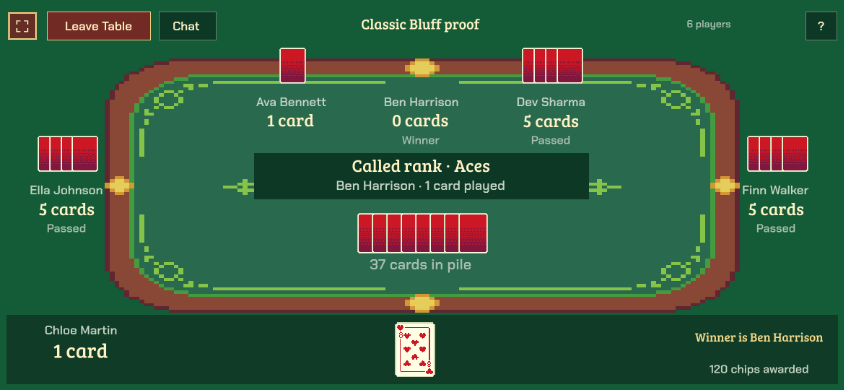 Leave Table
Chat
Classic Bluff proof
6 players
?
Ava Bennett
1 card
Ben Harrison
0 cards
Winner
Dev Sharma
5 cards
Passed
Ella Johnson
5 cards
Passed
Called rank · Aces
Ben Harrison · 1 card played
Finn Walker
5 cards
Passed
37 cards in pile
Chloe Martin
1 card
8
8
Winner is Ben Harrison
120 chips awarded